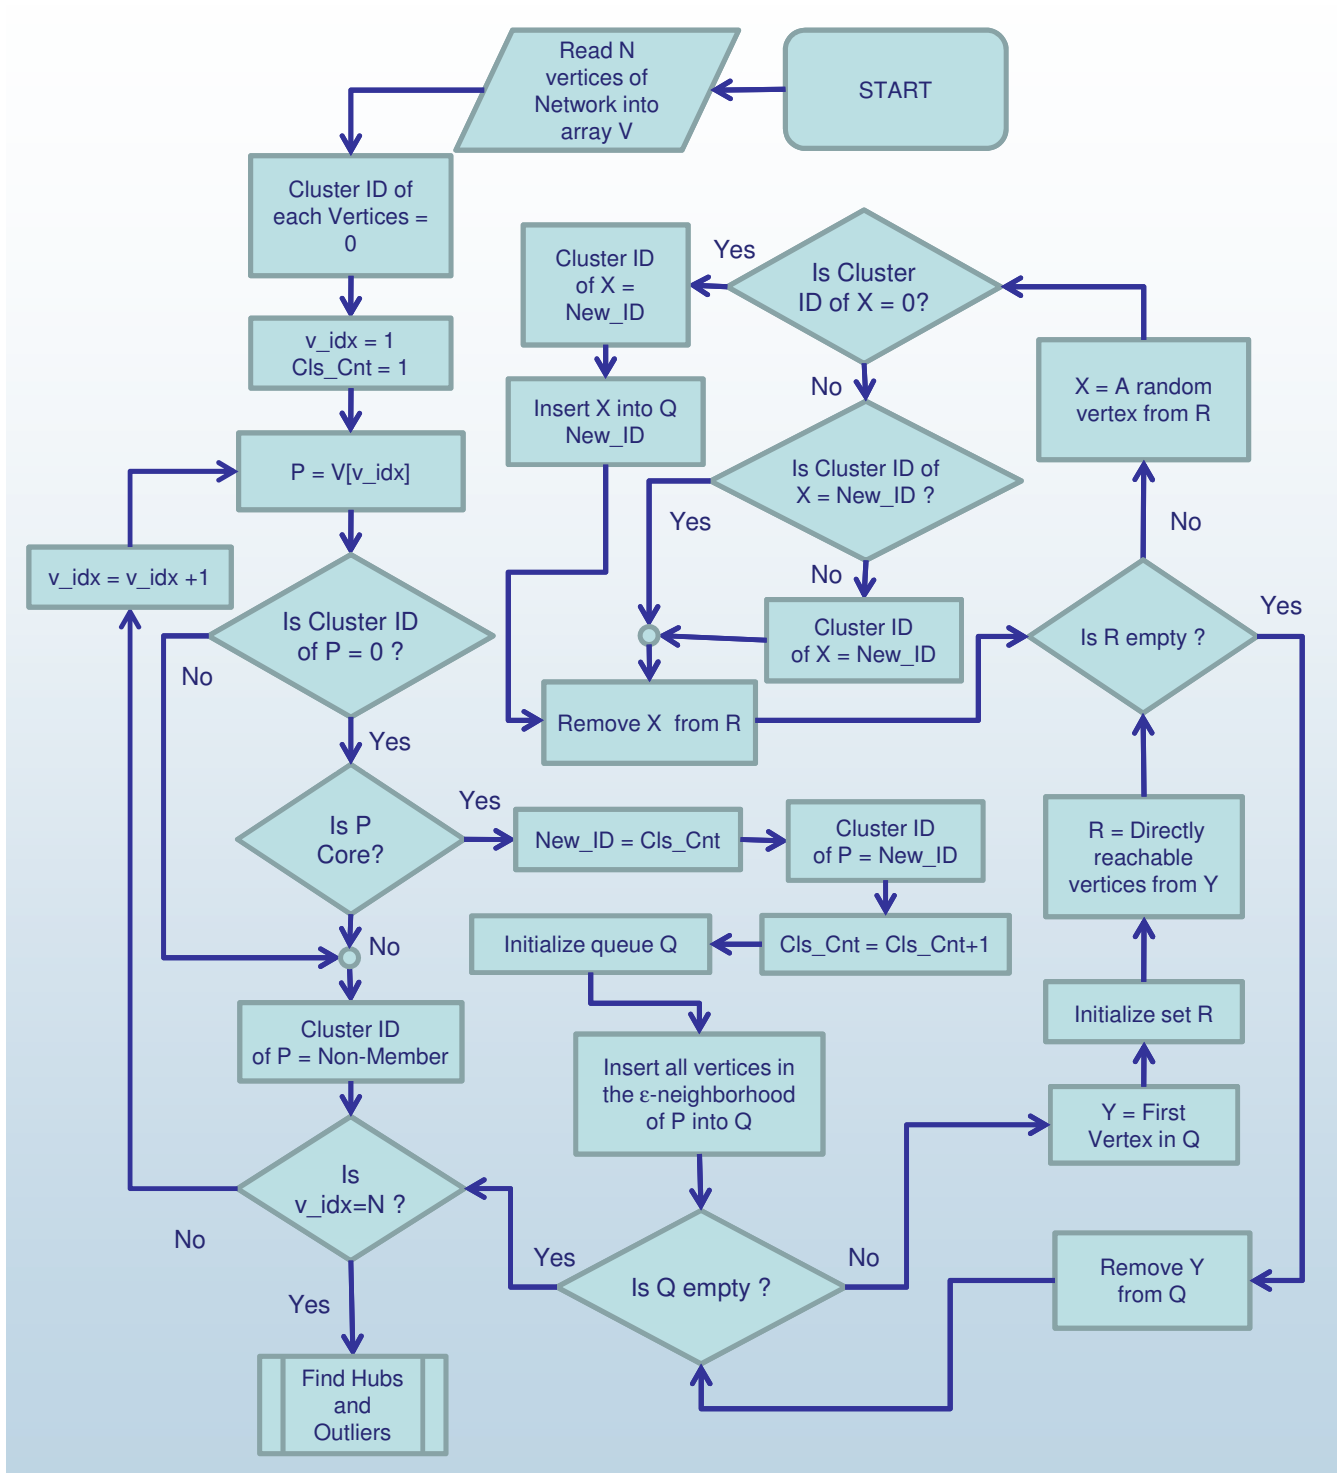 START
Read N
vertices of
Network into
array V
Cluster ID of
each Vertices =
0
v_idx = 1
Cls_Cnt = 1
P = V[v_idx]
v_idx = v_idx +1
Is Cluster ID
of P = 0 ?
No
Yes
Is P
Core?
Yes
No
Cluster ID
of P = Non-Member
Is
v_idx=N ?
No
Yes
Find Hubs
and
Outliers
New_ID = Cls_Cnt
Cluster ID
of P = New_ID
Cls_Cnt = Cls_Cnt+1
Initialize queue Q
Insert all vertices in
the ε-neighborhood
of P into Q
Is Q empty ?
Yes
No
Y = First
Vertex in Q
Initialize set R
R = Directly
reachable
vertices from Y
Is R empty ?
Yes
No
Remove Y
from Q
X = A random
vertex from R
Is Cluster
ID of X = 0?
Yes
No
Cluster ID
of X =
New_ID
Insert X into Q
New_ID
Is Cluster ID of
X = New_ID ?
Yes
No
Cluster ID
of X = New_ID
Remove X from R